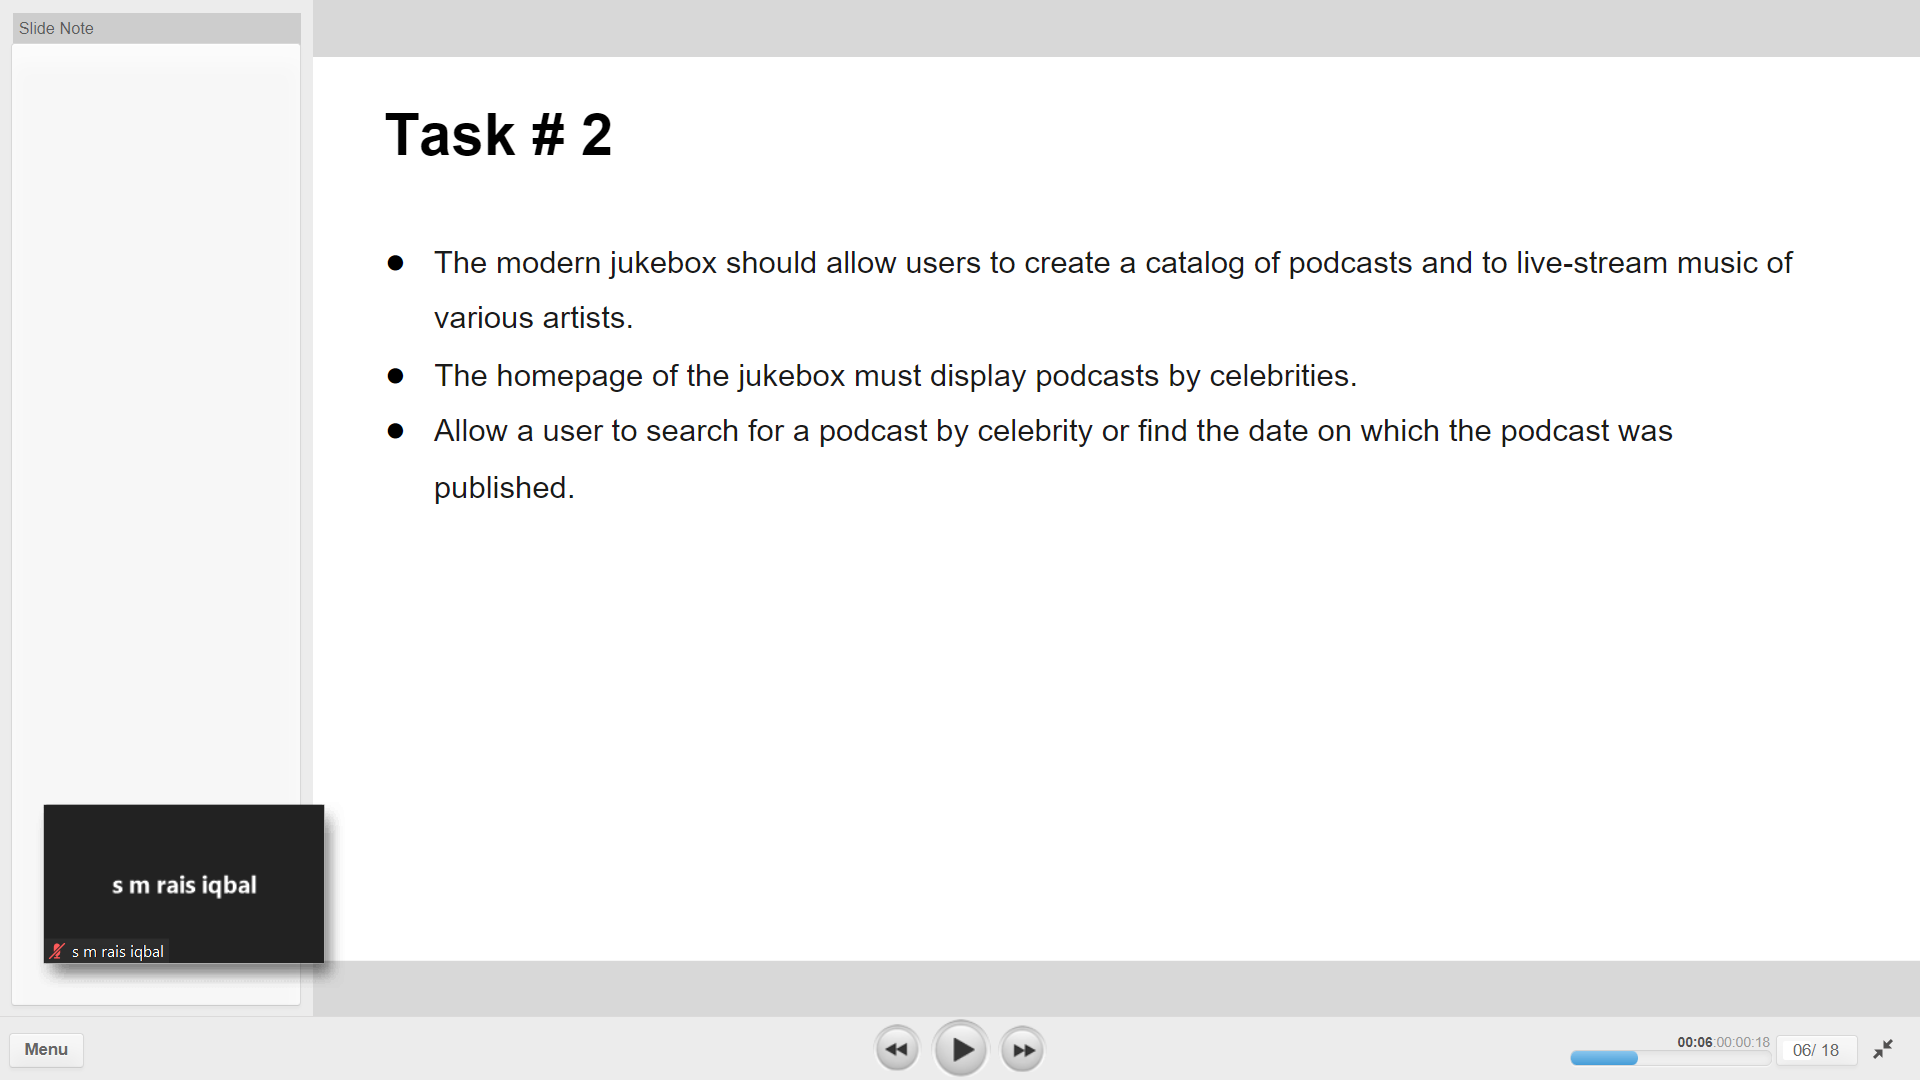 Slide Note
Task # 2
● The modern jukebox should allow users to create a catalog of podcasts and to live-stream music of
various artists.
● The homepage of the jukebox must display podcasts by celebrities.
● Allow a user to search for a podcast by celebrity or find the date on which the podcast was
published.
s m rais iqbal
s m rais iqbal
Menu
00:06:00:00:18
06/ 18